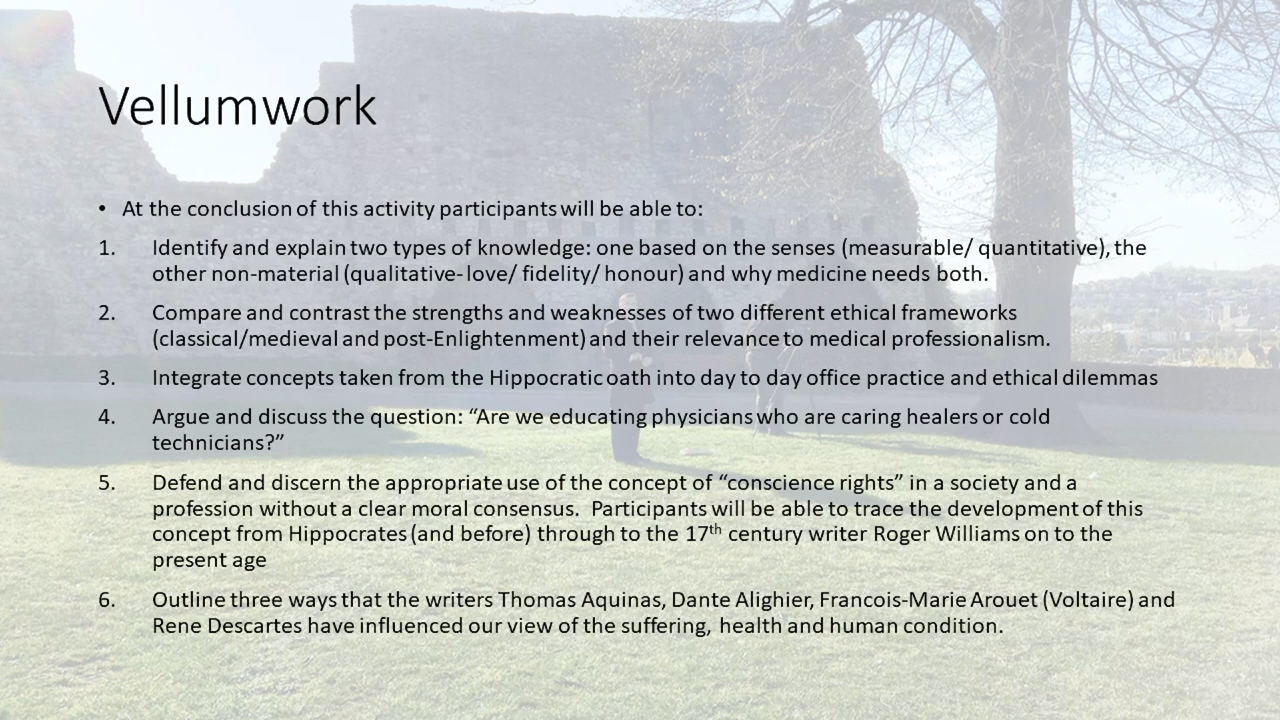 Vellumwork
• At the conclusion of this activity participants will be able to:
1. Identify and explain two types of knowledge: one based on the senses (measurable/ quantitative), the
other non-material (qualitative- love/ fidelity/ honour) and why medicine needs both.
2. Compare and contrast the strengths and weaknesses of two different ethical frameworks
(classical/medieval and post-Enlightenment) and their relevance to medical professionalism.
3. Integrate concepts taken from the Hippocratic oath into day to day office practice and ethical dilemmas
4. Argue and discuss the question: “Are we educating physicians who are caring healers or cold
technicians?”
5. Defend and discern the appropriate use of the concept of “conscience rights” in a society and a
profession without a clear moral consensus.  Participants will be able to trace the development of this
concept from Hippocrates (and before) through to the 17th century writer Roger Williams on to the
present age
6. Outline three ways that the writers Thomas Aquinas, Dante Alighier, Francois-Marie Arouet (Voltaire) and
Rene Descartes have influenced our view of the suffering, health and human condition.